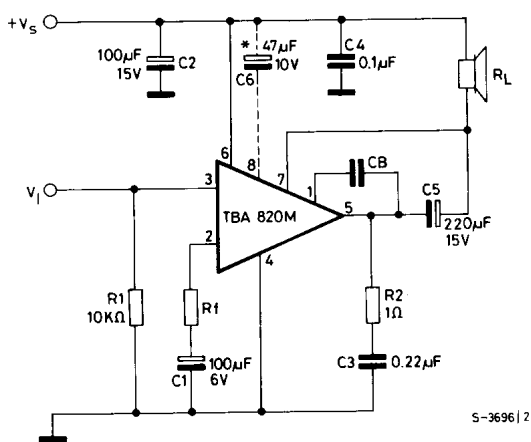 +Vs
100µF
15V
C2
*
47µF
10V
C6
C4
0.1µF
RL
6
8
7
1
CB
VI
3
TBA 820M
5
C5
220µF
15V
2
4
R1
10KΩ
Rf
R2
1Ω
100µF
C1
6V
C3
0.22µF
S-3696|2